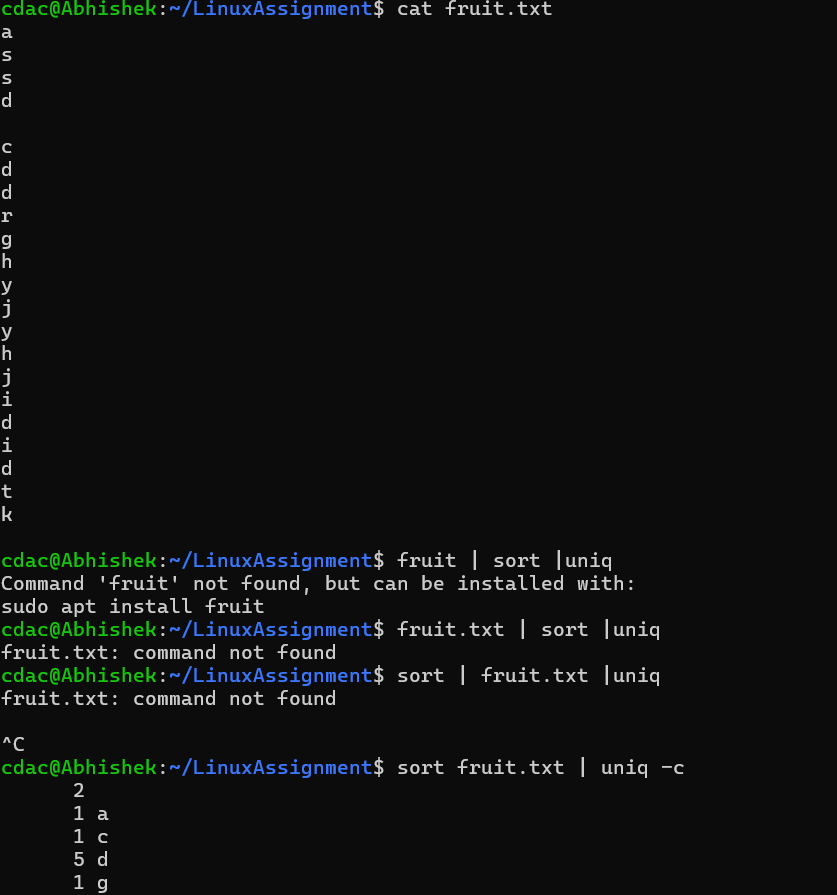 cdac@Abhishek:~/LinuxAssignment$ cat fruit.txt
a
s
s
d

c
d
d
r
g
h
y
j
y
h
j
i
d
i
d
t
k

cdac@Abhishek:~/LinuxAssignment$ fruit | sort |uniq
Command 'fruit' not found, but can be installed with:
sudo apt install fruit
cdac@Abhishek:~/LinuxAssignment$ fruit.txt | sort |uniq
fruit.txt: command not found
cdac@Abhishek:~/LinuxAssignment$ sort | fruit.txt |uniq
fruit.txt: command not found

^C
cdac@Abhishek:~/LinuxAssignment$ sort fruit.txt | uniq -c
      2
      1 a
      1 c
      5 d
      1 g